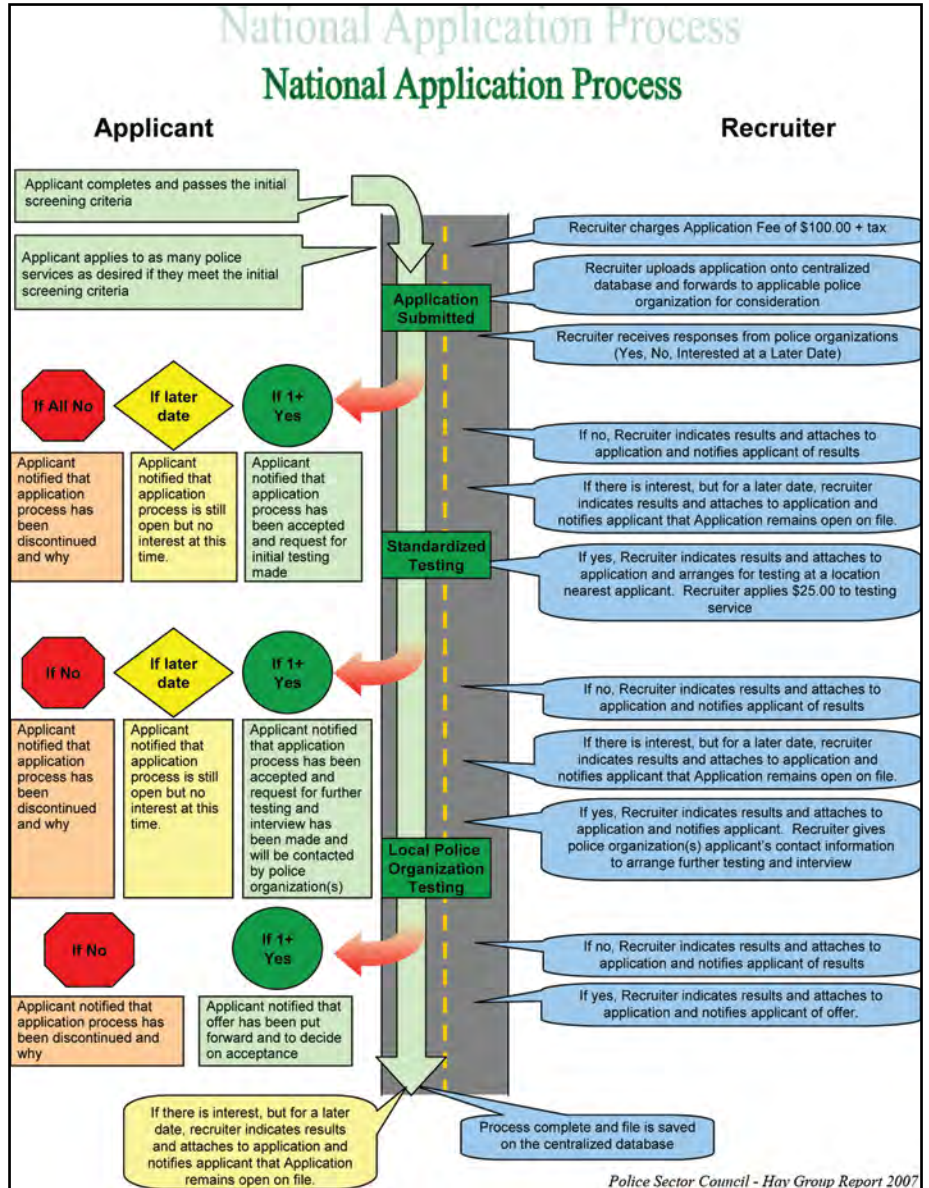 National Application Process
National Application Process
Applicant
Recruiter
Applicant completes and passes the initial
screening criteria
Applicant applies to as many police
services as desired if they meet the initial
screening criteria
Recruiter charges Application Fee of $100.00 + tax
Recruiter uploads application onto centralized
database and forwards to applicable police
organization for consideration
Application
Submitted
Recruiter receives responses from police organizations
(Yes, No, Interested at a Later Date)
If All No
If later
date
If 1+
Yes
Applicant
notified that
application
process has
been
discontinued
and why
Applicant
notified that
application
process is still
open but no
interest at this
time.
Applicant
notified that
application
process has
been accepted
and request for
initial testing
made
If no, Recruiter indicates results and attaches to
application and notifies applicant of results
If there is interest, but for a later date, recruiter
indicates results and attaches to application and
notifies applicant that Application remains open on file.
Standardized
Testing
If yes, Recruiter indicates results and attaches to
application and arranges for testing at a location
nearest applicant. Recruiter applies $25.00 to testing
service
If No
If later
date
If 1+
Yes
Applicant
notified that
application
process has
been
discontinued
and why
Applicant
notified that
application
process is still
open but no
interest at this
time.
Applicant notified
that application
process has been
accepted and
request for further
testing and
interview has
been made and
will be contacted
by police
organization(s)
If no, Recruiter indicates results and attaches to
application and notifies applicant of results
If there is interest, but for a later date, recruiter
indicates results and attaches to application and
notifies applicant that Application remains open on file.
If yes, Recruiter indicates results and attaches to
application and notifies applicant. Recruiter gives
police organization(s) applicant's contact information
to arrange further testing and interview
Local Police
Organization
Testing
If No
If 1+
Yes
Applicant notified that
application process has
been discontinued and
why
Applicant notified that
offer has been put
forward and to decide
on acceptance
If no, Recruiter indicates results and attaches to
application and notifies applicant of results
If yes, Recruiter indicates results and attaches to
application and notifies applicant of offer.
If there is interest, but for a later
date, recruiter indicates results
and attaches to application and
notifies applicant that Application
remains open on file.
Process complete and file is saved
on the centralized database
Police Sector Council - Hay Group Report 2007